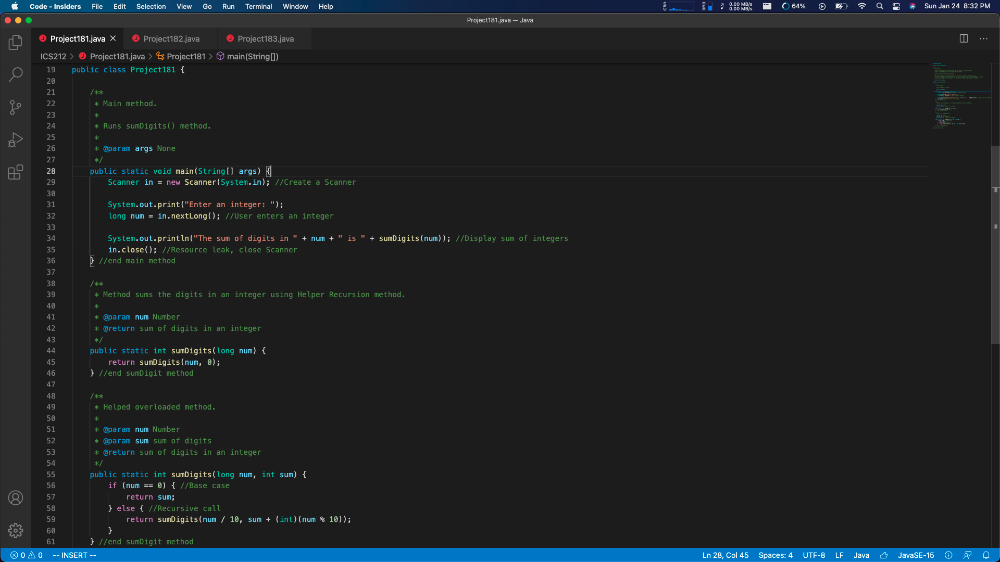 Code - Insiders File Edit Selection View Go Run Terminal Window Help 0.00 MB/s 0.00 MB/s 64% Sun Jan 24 8:32 PM
Project181.java — Java
Project181.java Project182.java Project183.java
ICS212 > Project181.java > Project181 > main(String[])
19 public class Project181 {
20
21 /**
22 * Main method.
23 *
24 * Runs sumDigits() method.
25 *
26 * @param args None
27 */
28 public static void main(String[] args) {
29 Scanner in = new Scanner(System.in); //Create a Scanner
30
31 System.out.print("Enter an integer: ");
32 long num = in.nextLong(); //User enters an integer
33
34 System.out.println("The sum of digits in " + num + " is " + sumDigits(num)); //Display sum of integers
35 in.close(); //Resource leak, close Scanner
36 } //end main method
37
38 /**
39 * Method sums the digits in an integer using Helper Recursion method.
40 *
41 * @param num Number
42 * @return sum of digits in an integer
43 */
44 public static int sumDigits(long num) {
45 return sumDigits(num, 0);
46 } //end sumDigit method
47
48 /**
49 * Helped overloaded method.
50 *
51 * @param num Number
52 * @param sum sum of digits
53 * @return sum of digits in an integer
54 */
55 public static int sumDigits(long num, int sum) {
56 if (num == 0) { //Base case
57 return sum;
58 } else { //Recursive call
59 return sumDigits(num / 10, sum + (int)(num % 10));
60 }
61 } //end sumDigit method
0 0 -- INSERT -- Ln 28, Col 45 Spaces: 4 UTF-8 LF Java JavaSE-15